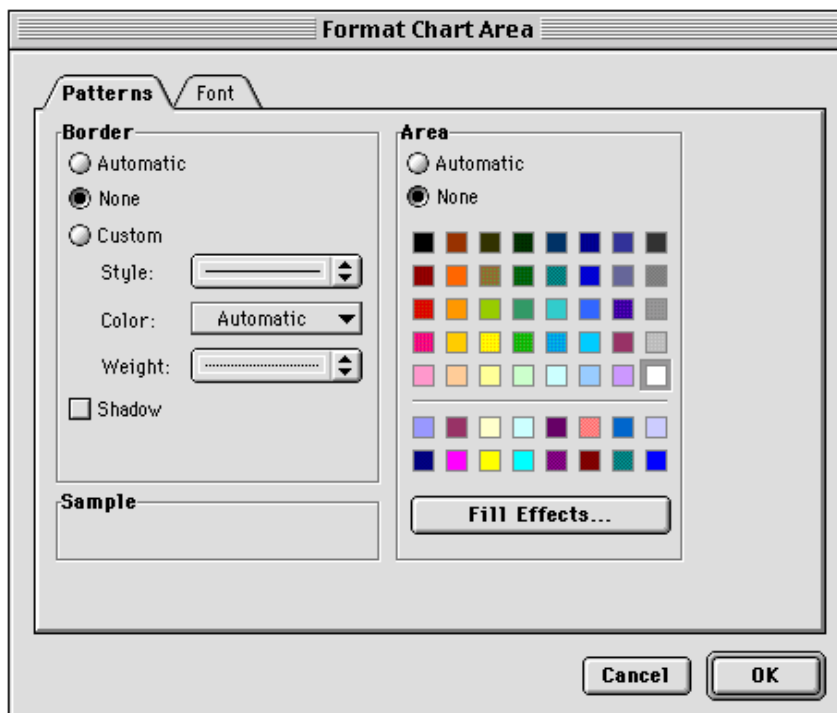 Format Chart Area
Patterns
Font
Border
Automatic
None
Custom
Style:
Color:
Automatic
Weight:
Shadow
Sample
Area
Automatic
None
Fill Effects...
Cancel
OK